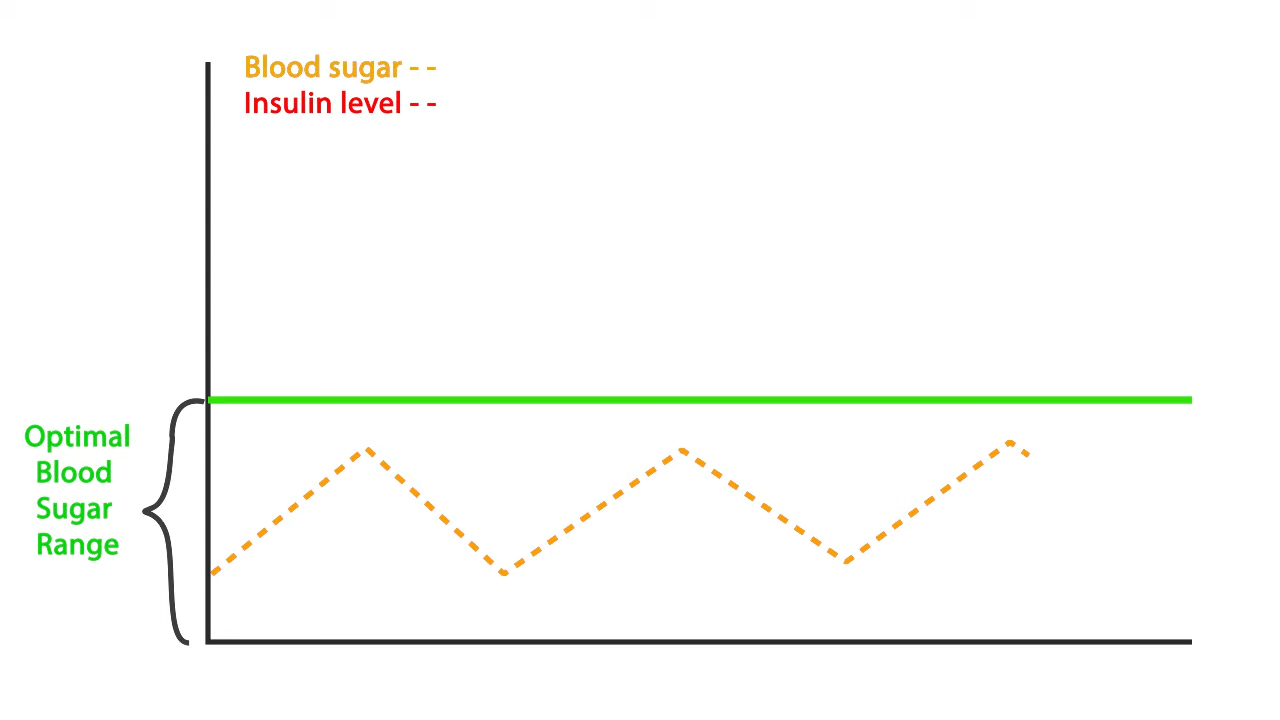 Blood sugar - -
Insulin level - -
Optimal
Blood
Sugar
Range